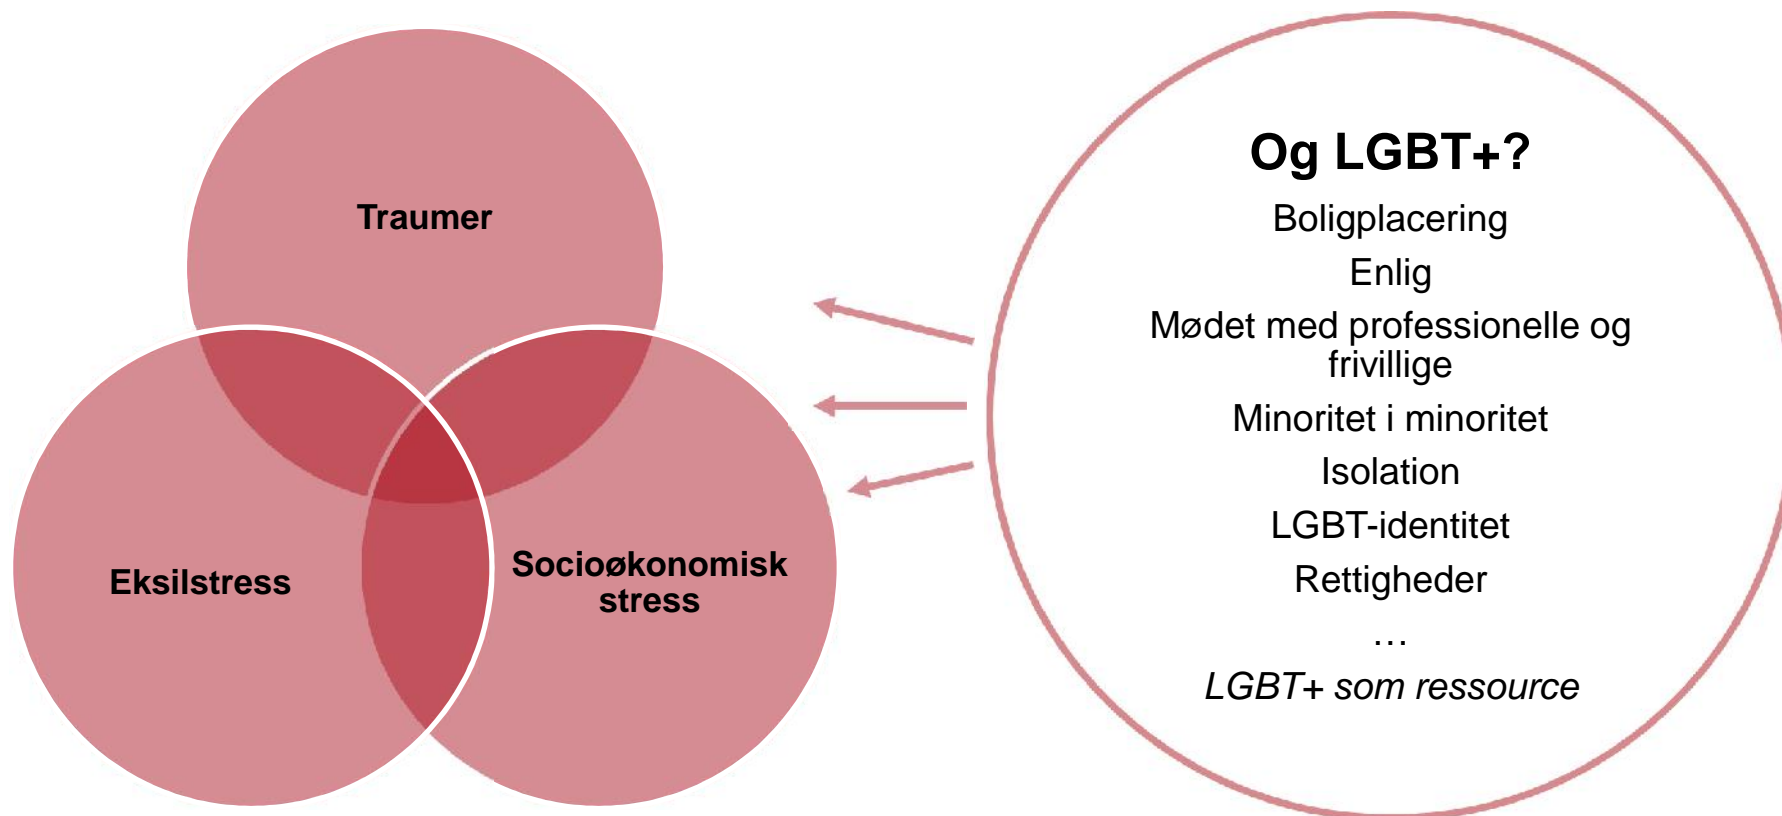 Traumer
Eksilstress
Socioøkonomisk
stress
Og LGBT+?
Boligplacering
Enlig
Mødet med professionelle og
frivillige
Minoritet i minoritet
Isolation
LGBT-identitet
Rettigheder
…
LGBT+ som ressource